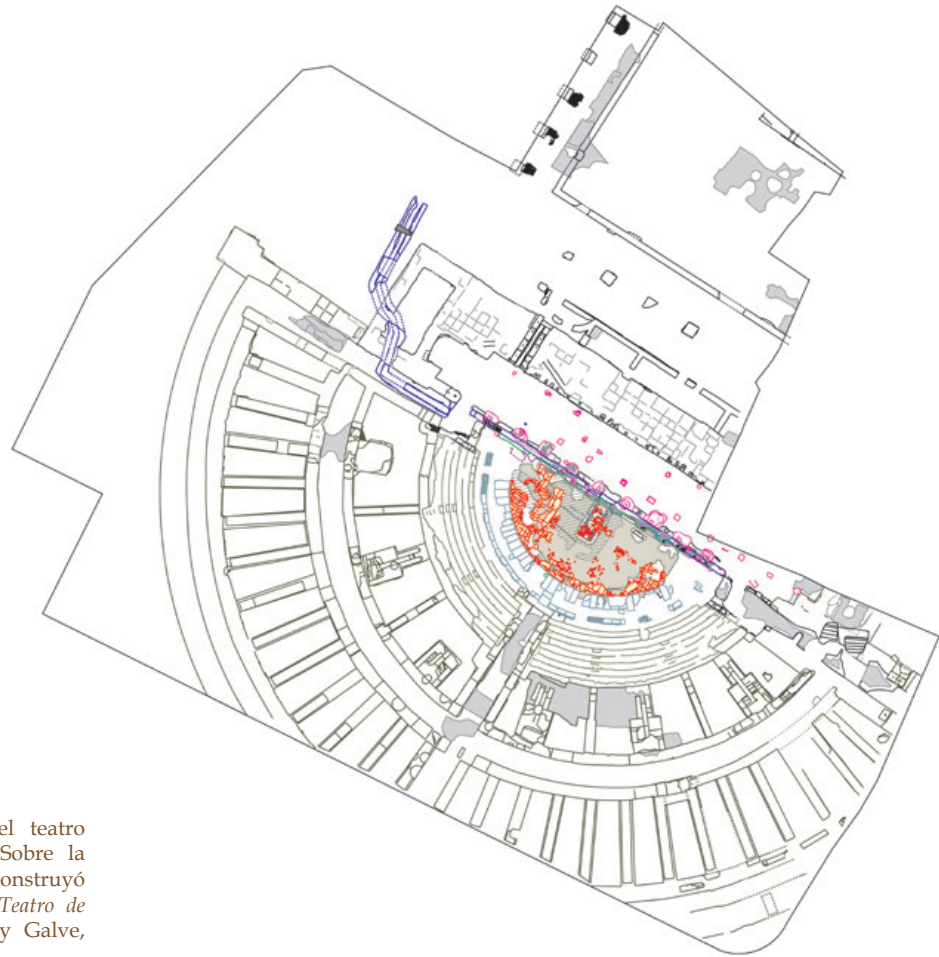 el teatro
Sobre la
onstruyó
Teatro de
y Galve,